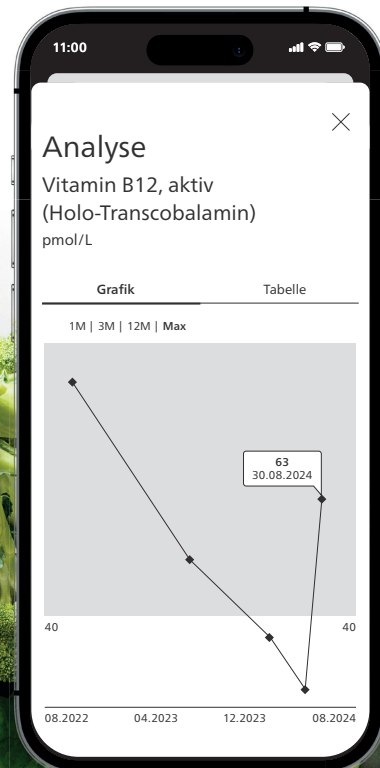 11:00
Analyse
Vitamin B12, aktiv
(Holo-Transcobalamin)
pmol/L
Grafik Tabelle
1M | 3M | 12M | Max
63
30.08.2024
40 40
08.2022 04.2023 12.2023 08.2024